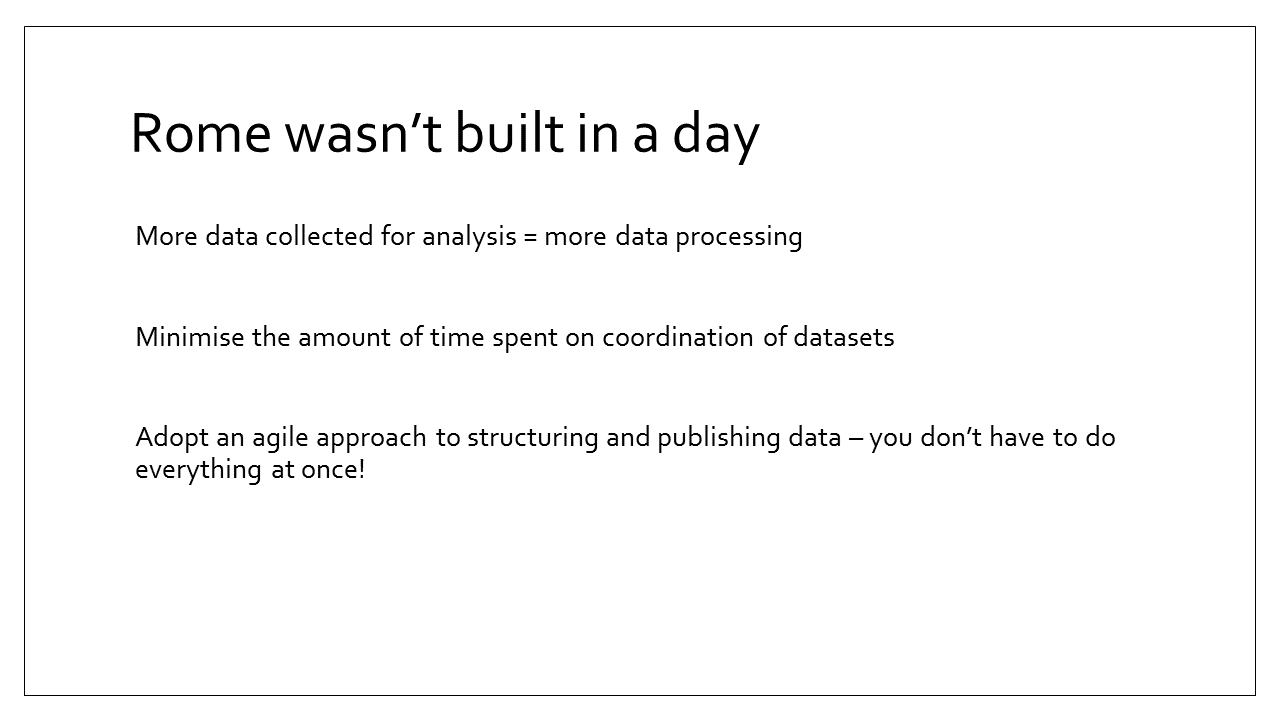 Rome wasn’t built in a day
More data collected for analysis = more data processing
Minimise the amount of time spent on coordination of datasets
Adopt an agile approach to structuring and publishing data – you don’t have to do
everything at once!